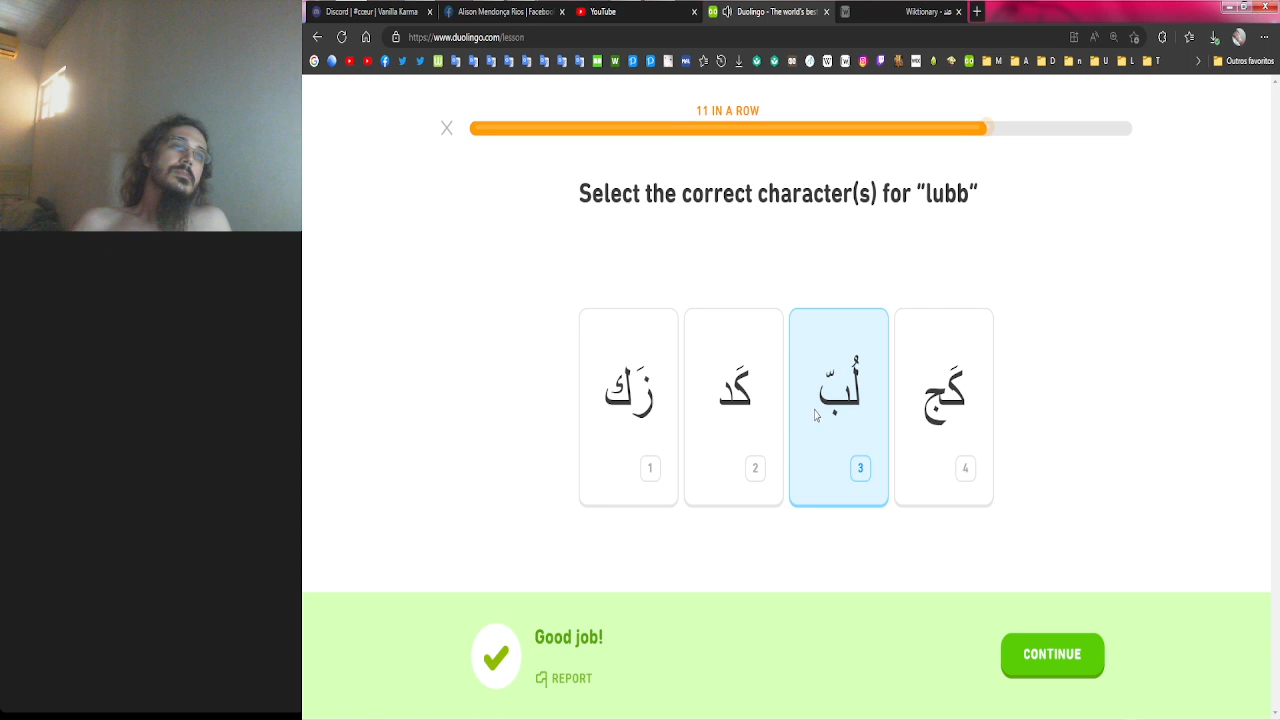 Discord | #cœur | Vanilla Karma
Alison Mendonça Rios | Facebook
YouTube
Duolingo - The world's best
Wiktionary
https://www.duolingo.com/lesson
M
A
D
n
U
L
T
Outros favoritos
11 IN A ROW
X
Select the correct character(s) for "lubb"
زَك
كَد
لُبّ
كَج
1
2
3
4
Good job!
REPORT
CONTINUE